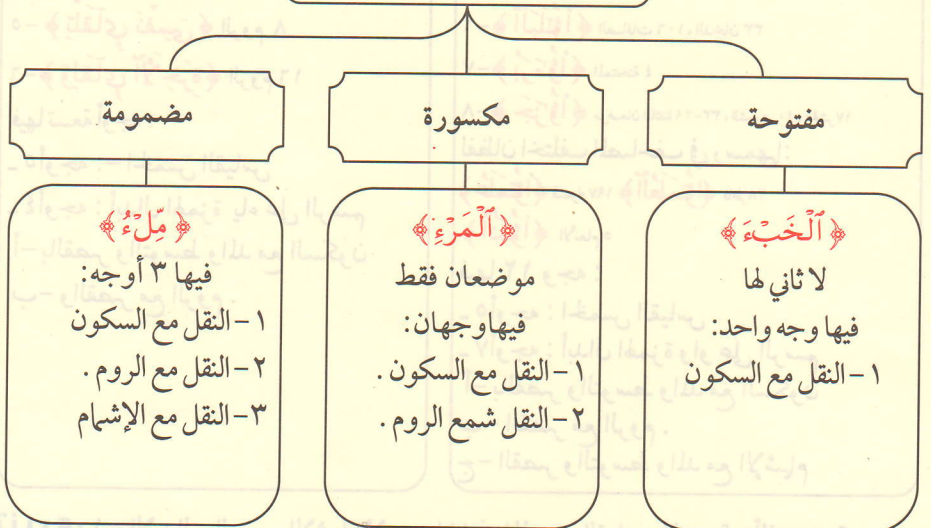 مفتوحة
﴿ٱلْخَبْءَ﴾
لا ثاني لها
فيها وجه واحد:
١-النقل مع السكون
مكسورة
﴿ٱلْمَرْءِ﴾
موضعان فقط
فيهاوجهان:
١-النقل مع السكون.
٢-النقل شمع الروم.
مضمومة
﴿مِّلْءُ﴾
فيها ٣ أوجه:
١-النقل مع السكون
٢-النقل مع الروم.
٣-النقل مع الإشمام